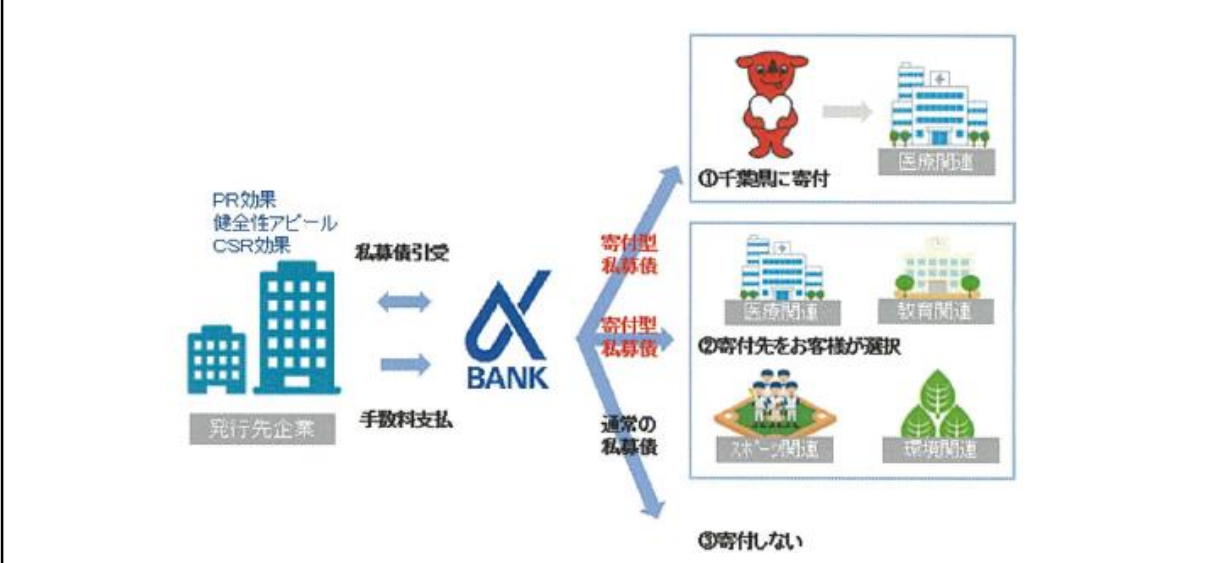 PR効果
健全性アピール
CSR効果
発行先企業
私募債引受
手数料支払
BANK
寄付型
私募債
寄付型
私募債
通常の
私募債
医療関連
①千葉県に寄付
医療関連
教育関連
②寄付先をお客様が選択
スポーツ関連
環境関連
③寄付しない